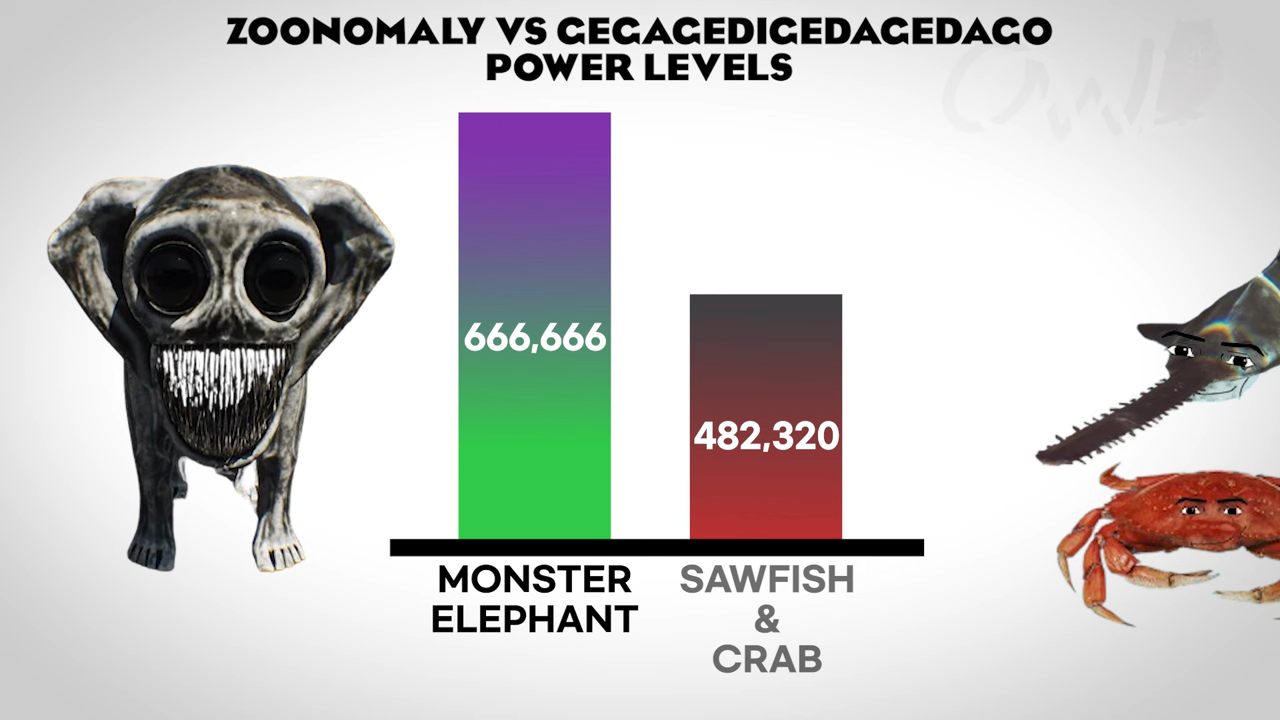 ZOONOMALY VS GEGAGEDIGEDAGEDAGO
POWER LEVELS
666,666
482,320
MONSTER
ELEPHANT
SAWFISH
&
CRAB